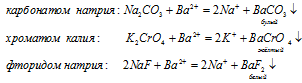 карбонатом натрия: Na₂CO₃ + Ba²⁺ = 2Na⁺ + BaCO₃↓
белый
хроматом калия: K₂CrO₄ + Ba²⁺ = 2K⁺ + BaCrO₄↓
жёлтый
фторидом натрия: 2NaF + Ba²⁺ = 2Na⁺ + BaF₂↓
белый